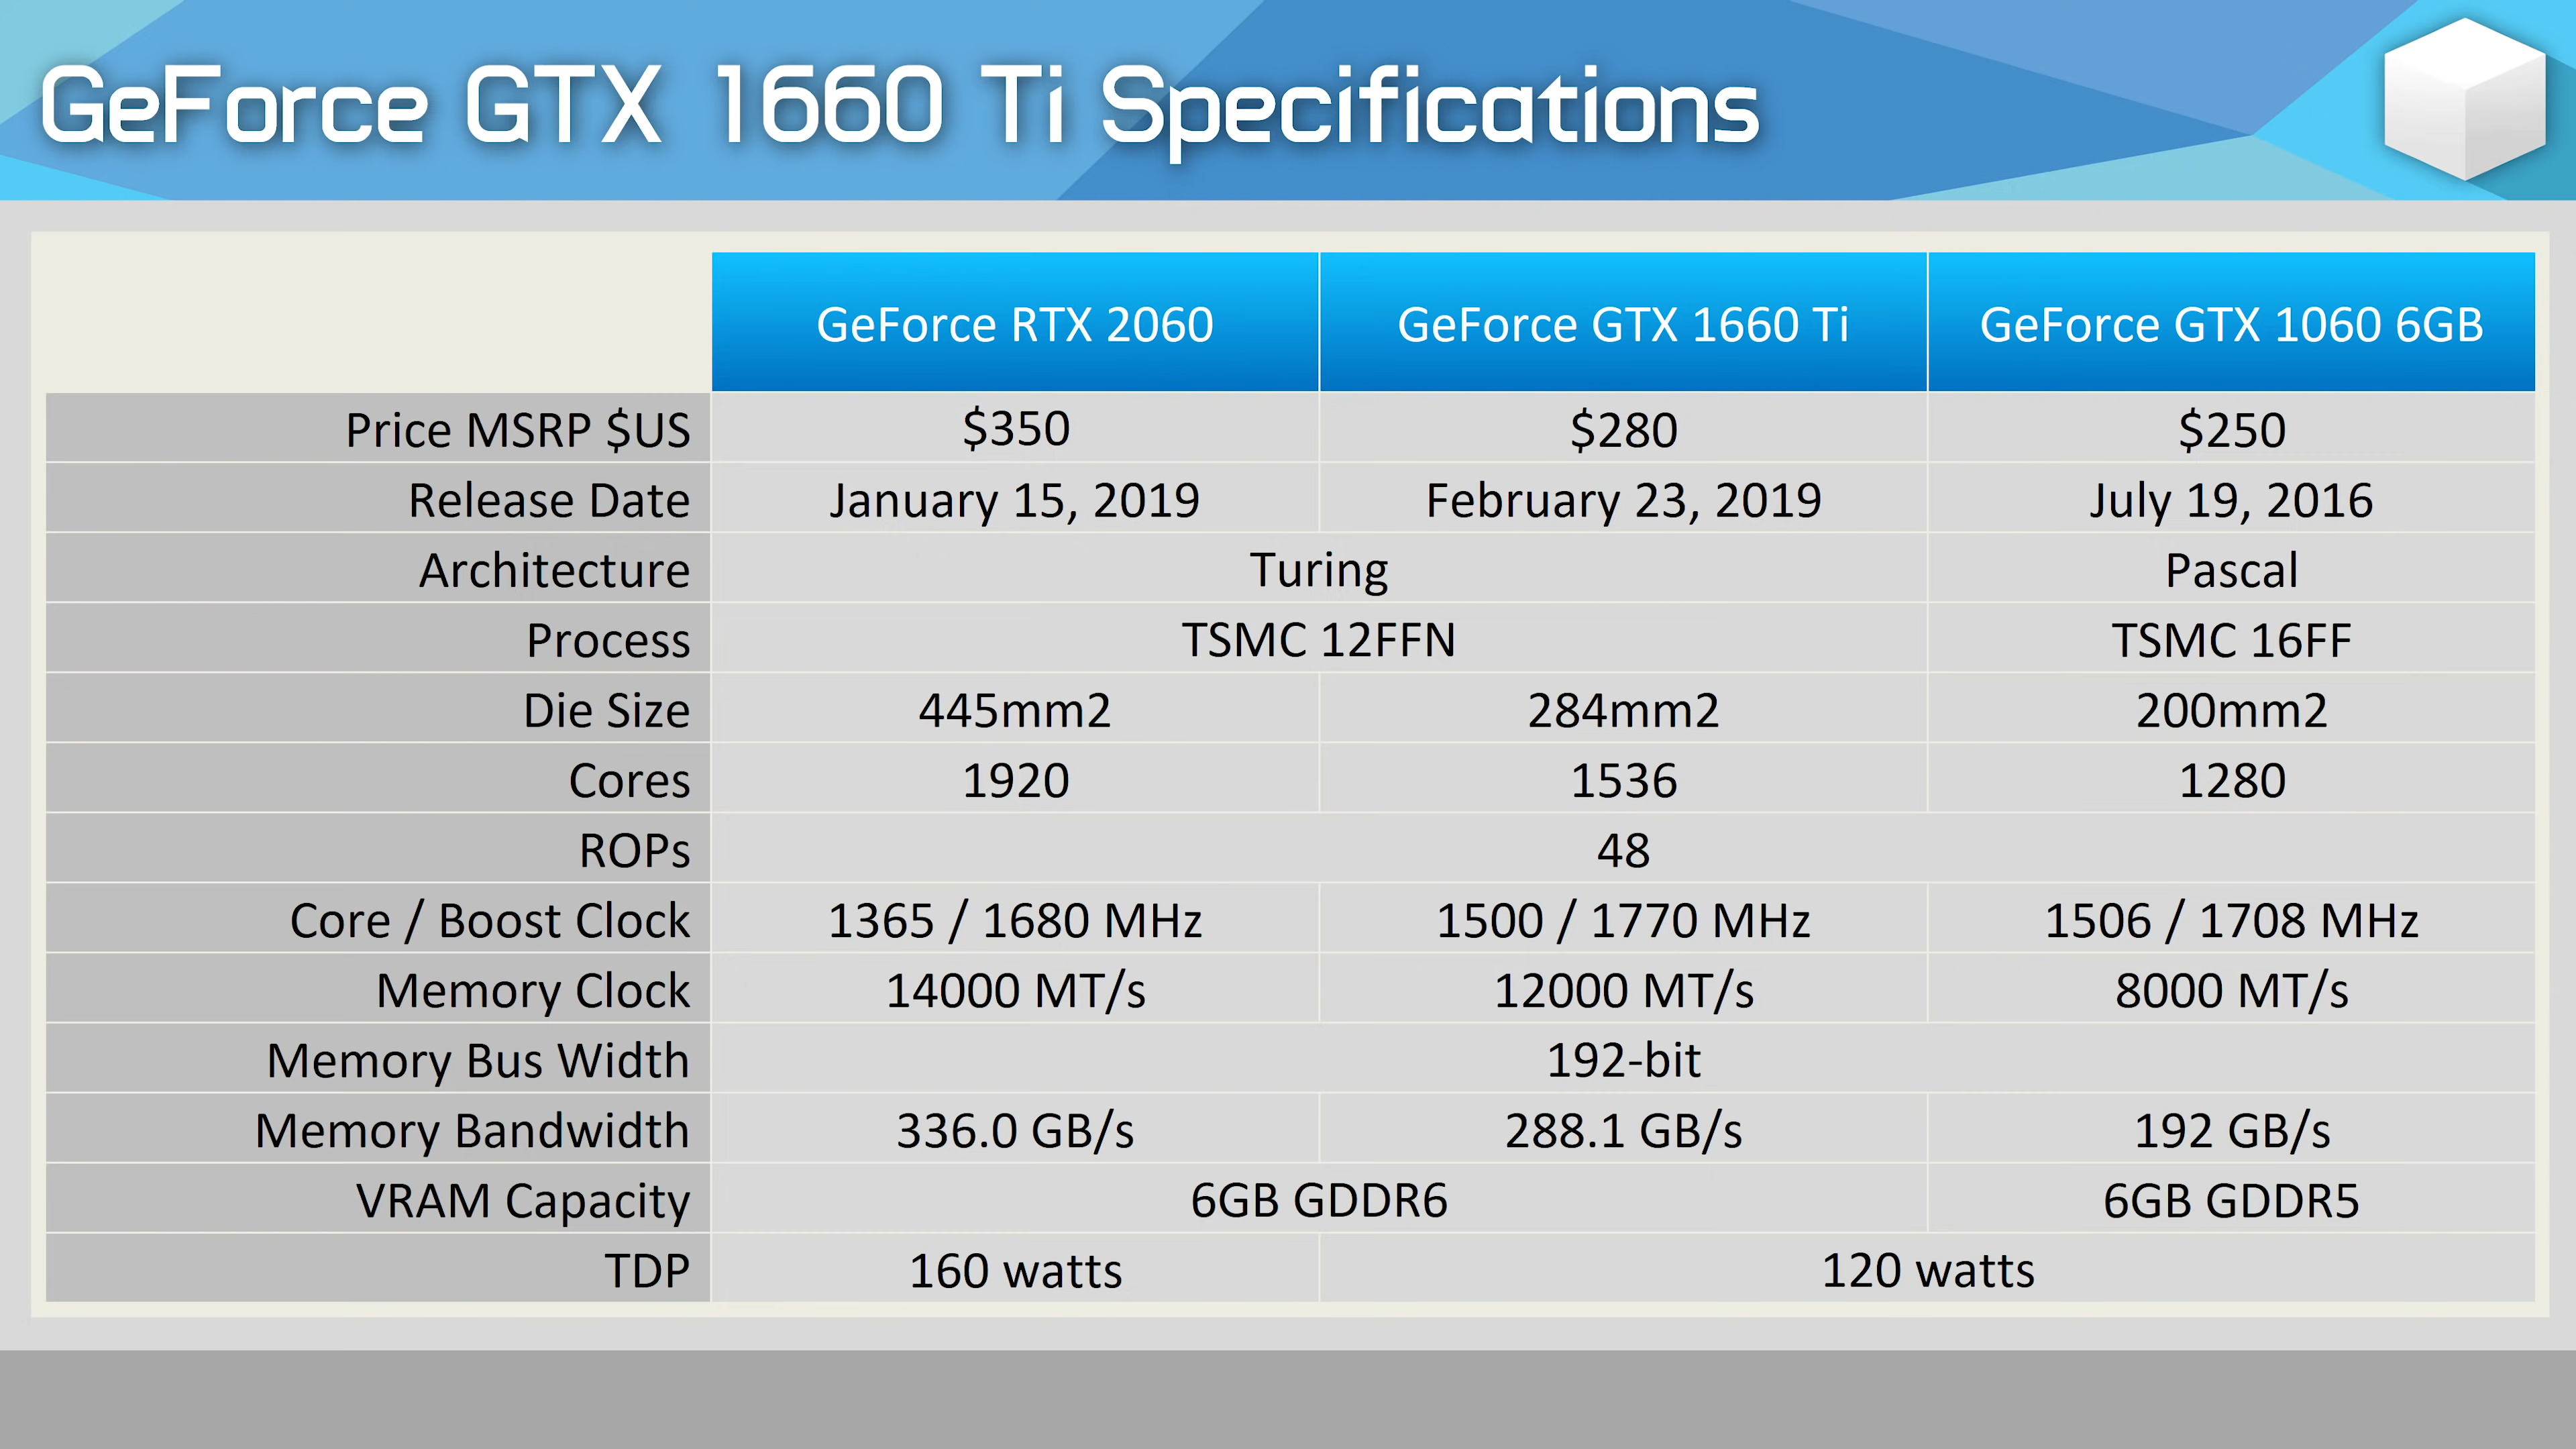 GeForce GTX 1660 Ti Specifications
GeForce RTX 2060 GeForce GTX 1660 Ti GeForce GTX 1060 6GB
Price MSRP $US $350 $280 $250
Release Date January 15, 2019 February 23, 2019 July 19, 2016
Architecture Turing Pascal
Process TSMC 12FFN TSMC 16FF
Die Size 445mm2 284mm2 200mm2
Cores 1920 1536 1280
ROPs 48
Core / Boost Clock 1365 / 1680 MHz 1500 / 1770 MHz 1506 / 1708 MHz
Memory Clock 14000 MT/s 12000 MT/s 8000 MT/s
Memory Bus Width 192-bit
Memory Bandwidth 336.0 GB/s 288.1 GB/s 192 GB/s
VRAM Capacity 6GB GDDR6 6GB GDDR5
TDP 160 watts 120 watts